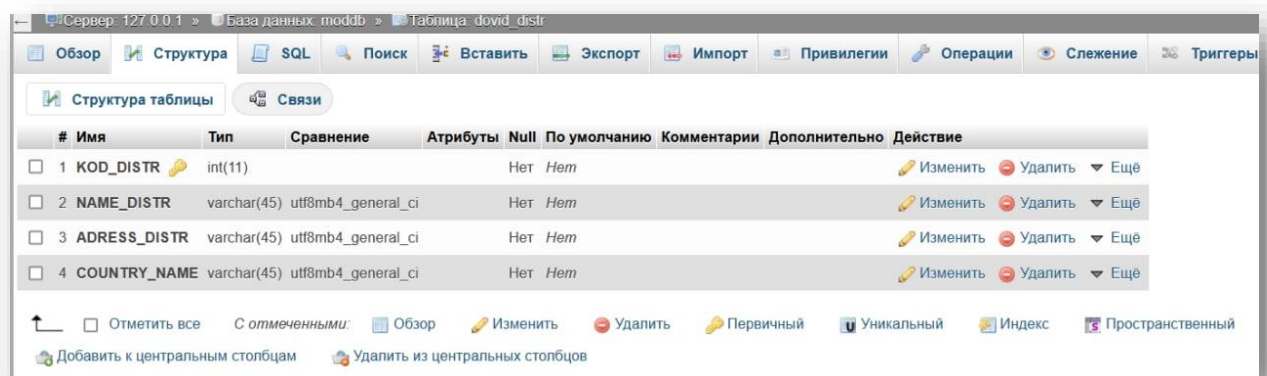 Сервер: 127.0.0.1 » База данных: moddb » Таблица: dovid_distr
Обзор Структура SQL Поиск Вставить Экспорт Импорт Привилегии Операции Слежение Триггеры
Структура таблицы Связи
# Имя Тип Сравнение Атрибуты Null По умолчанию Комментарии Дополнительно Действие
1 KOD_DISTR int(11) Нет Нет Изменить Удалить Ещё
2 NAME_DISTR varchar(45) utf8mb4_general_ci Нет Нет Изменить Удалить Ещё
3 ADRESS_DISTR varchar(45) utf8mb4_general_ci Нет Нет Изменить Удалить Ещё
4 COUNTRY_NAME varchar(45) utf8mb4_general_ci Нет Нет Изменить Удалить Ещё
Отметить все С отмеченными: Обзор Изменить Удалить Первичный Уникальный Индекс Пространственный
Добавить к центральным столбцам Удалить из центральных столбцов